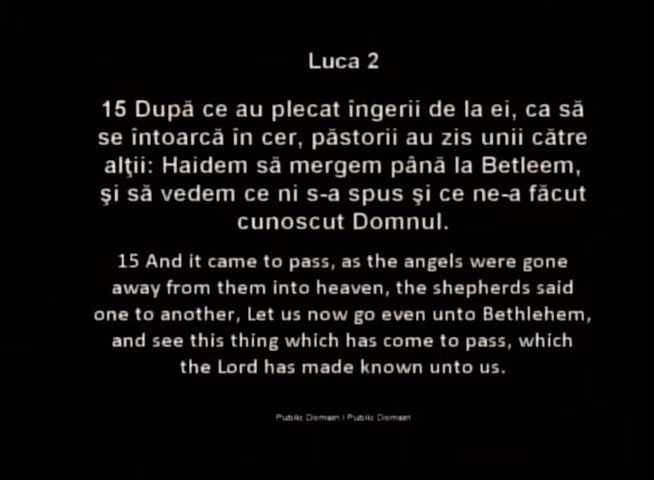 Luca 2
15 După ce au plecat îngerii de la ei, ca să
se întoarcă în cer, păstorii au zis unii către
alţii: Haidem să mergem până la Betleem,
şi să vedem ce ni s-a spus şi ce ne-a făcut
cunoscut Domnul.
15 And it came to pass, as the angels were gone
away from them into heaven, the shepherds said
one to another, Let us now go even unto Bethlehem,
and see this thing which has come to pass, which
the Lord has made known unto us.
Public Domain / Public Domain